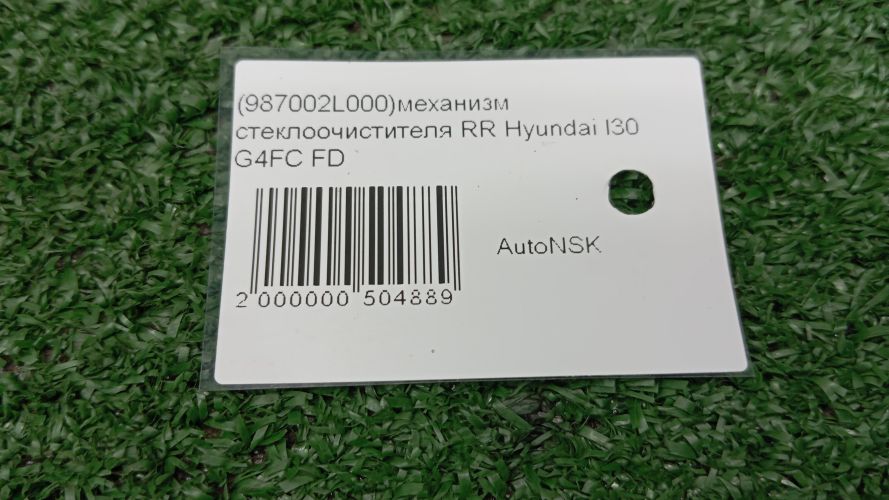 (987002L000)механизм
стеклоочистителя RR Hyundai I30
G4FC FD
AutoNSK
2 000000 504889